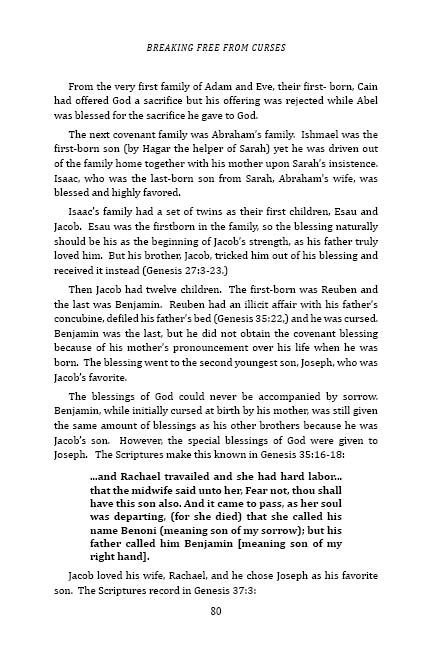 BREAKING FREE FROM CURSES
From the very first family of Adam and Eve, their first- born, Cain
had offered God a sacrifice but his offering was rejected while Abel
was blessed for the sacrifice he gave to God.
The next covenant family was Abraham's family. Ishmael was the
first-born son (by Hagar the helper of Sarah) yet he was driven out
of the family home together with his mother upon Sarah's insistence.
Isaac, who was the last-born son from Sarah, Abraham's wife, was
blessed and highly favored.
Isaac's family had a set of twins as their first children, Esau and
Jacob. Esau was the firstborn in the family, so the blessing naturally
should be his as the beginning of Jacob's strength, as his father truly
loved him. But his brother, Jacob, tricked him out of his blessing and
received it instead (Genesis 27:3-23.)
Then Jacob had twelve children. The first-born was Reuben and
the last was Benjamin. Reuben had an illicit affair with his father's
concubine, defiled his father's bed (Genesis 35:22,) and he was cursed.
Benjamin was the last, but he did not obtain the covenant blessing
because of his mother's pronouncement over his life when he was
born. The blessing went to the second youngest son, Joseph, who was
Jacob's favorite.
The blessings of God could never be accompanied by sorrow.
Benjamin, while initially cursed at birth by his mother, was still given
the same amount of blessings as his other brothers because he was
Jacob's son. However, the special blessings of God were given to
Joseph. The Scriptures make this known in Genesis 35:16-18:
...and Rachael travailed and she had hard labor...
that the midwife said unto her, Fear not, thou shall
have this son also. And it came to pass, as her soul
was departing, (for she died) that she called his
name Benoni (meaning son of my sorrow); but his
father called him Benjamin [meaning son of my
right hand].
Jacob loved his wife, Rachael, and he chose Joseph as his favorite
son. The Scriptures record in Genesis 37:3:
80